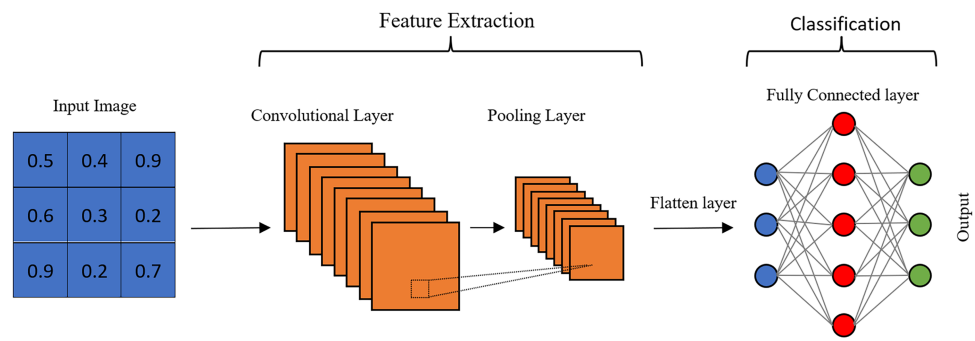 Feature Extraction
Classification
Input Image
Convolutional Layer
Pooling Layer
Fully Connected layer
0.5 0.4 0.9
0.6 0.3 0.2
0.9 0.2 0.7
Flatten layer
Output